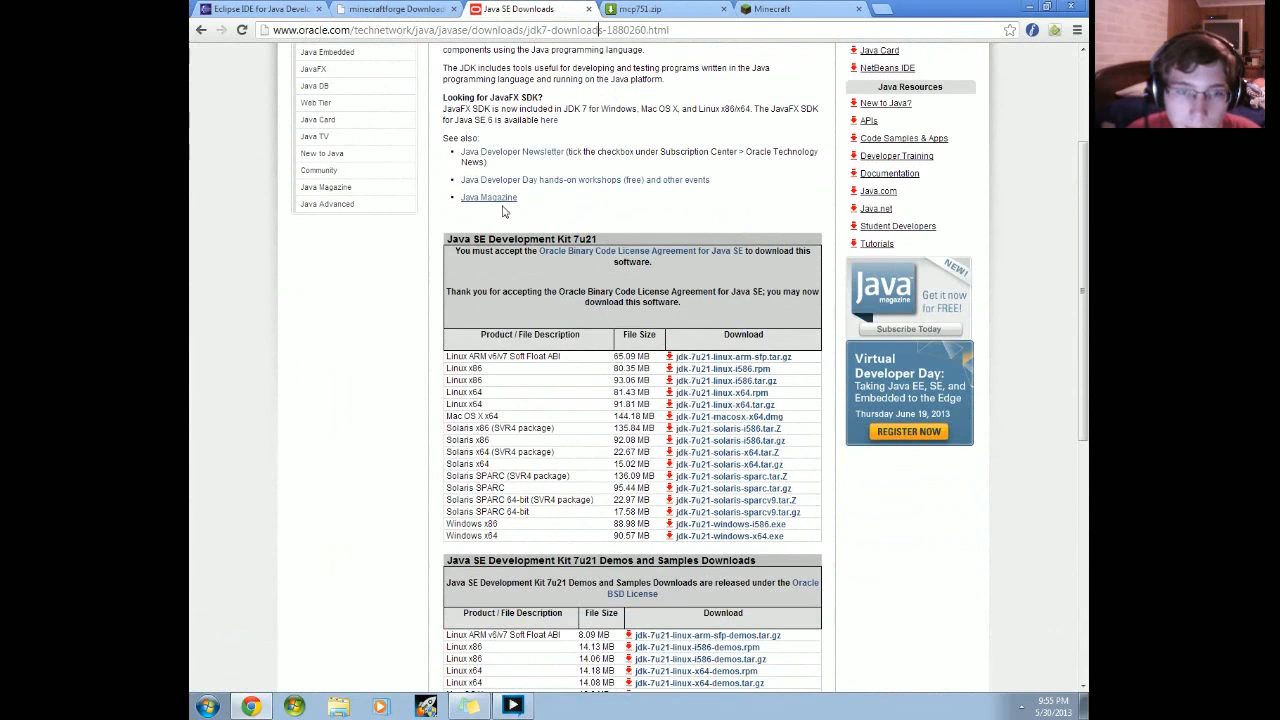 Eclipse IDE for Java Develo
minecraftforge Download
Java SE Downloads
mcp751.zip
Minecraft
www.oracle.com/technetwork/java/javase/downloads/jdk7-downloads-1880260.html
Java Embedded
JavaFX
Java DB
Web Tier
Java Card
Java TV
New to Java
Community
Java Magazine
Java Advanced
components using the Java programming language.
The JDK includes tools useful for developing and testing programs written in the Java
programming language and running on the Java platform.
Looking for JavaFX SDK?
JavaFX SDK is now included in JDK 7 for Windows, Mac OS X, and Linux x86/x64. The JavaFX SDK
for Java SE 6 is available here
See also:
Java Developer Newsletter (tick the checkbox under Subscription Center > Oracle Technology
News)
Java Developer Day hands-on workshops (free) and other events
Java Magazine
Java SE Development Kit 7u21
You must accept the Oracle Binary Code License Agreement for Java SE to download this
software.
Thank you for accepting the Oracle Binary Code License Agreement for Java SE; you may now
download this software.
Product / File Description File Size Download
Linux ARM v6/v7 Soft Float ABI 65.09 MB jdk-7u21-linux-arm-sfp.tar.gz
Linux x86 80.35 MB jdk-7u21-linux-i586.rpm
Linux x86 93.06 MB jdk-7u21-linux-i586.tar.gz
Linux x64 81.43 MB jdk-7u21-linux-x64.rpm
Linux x64 91.81 MB jdk-7u21-linux-x64.tar.gz
Mac OS X x64 144.18 MB jdk-7u21-macosx-x64.dmg
Solaris x86 (SVR4 package) 135.84 MB jdk-7u21-solaris-i586.tar.Z
Solaris x86 92.08 MB jdk-7u21-solaris-i586.tar.gz
Solaris x64 (SVR4 package) 22.67 MB jdk-7u21-solaris-x64.tar.Z
Solaris x64 15.02 MB jdk-7u21-solaris-x64.tar.gz
Solaris SPARC (SVR4 package) 136.09 MB jdk-7u21-solaris-sparc.tar.Z
Solaris SPARC 95.44 MB jdk-7u21-solaris-sparc.tar.gz
Solaris SPARC 64-bit (SVR4 package) 22.97 MB jdk-7u21-solaris-sparcv9.tar.Z
Solaris SPARC 64-bit 17.58 MB jdk-7u21-solaris-sparcv9.tar.gz
Windows x86 88.98 MB jdk-7u21-windows-i586.exe
Windows x64 90.57 MB jdk-7u21-windows-x64.exe
Java SE Development Kit 7u21 Demos and Samples Downloads
Java SE Development Kit 7u21 Demos and Samples Downloads are released under the Oracle
BSD License
Product / File Description File Size Download
Linux ARM v6/v7 Soft Float ABI 8.09 MB jdk-7u21-linux-arm-sfp-demos.tar.gz
Linux x86 14.13 MB jdk-7u21-linux-i586-demos.rpm
Linux x86 14.06 MB jdk-7u21-linux-i586-demos.tar.gz
Linux x64 14.18 MB jdk-7u21-linux-x64-demos.rpm
Linux x64 14.08 MB jdk-7u21-linux-x64-demos.tar.gz
Java Card
NetBeans IDE
Java Resources
New to Java?
APIs
Code Samples & Apps
Developer Training
Documentation
Java.com
Java.net
Student Developers
Tutorials
NEW!
Java
magazine
Get it now
for FREE!
Subscribe Today
Virtual
Developer Day:
Taking Java EE, SE, and
Embedded to the Edge
Thursday June 19, 2013
REGISTER NOW
9:55 PM
5/30/2013